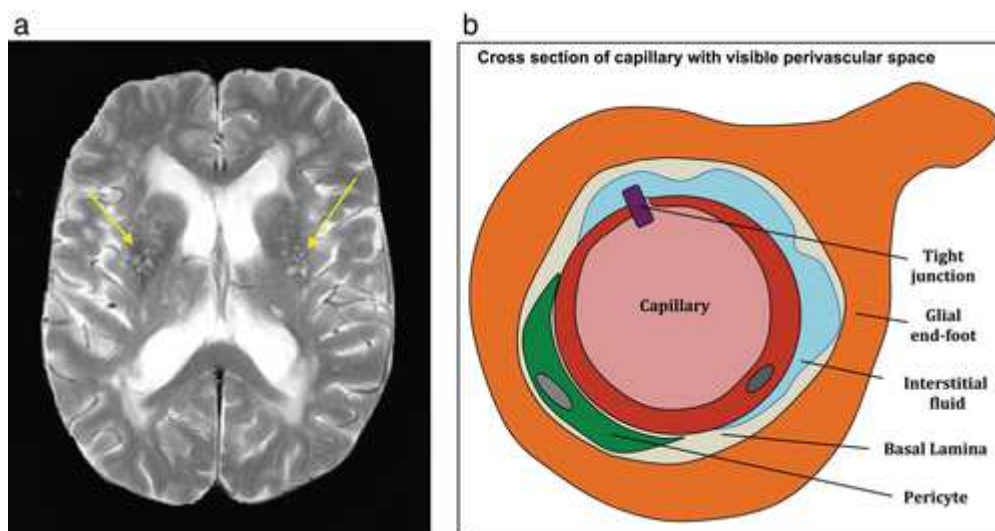 a
b
Cross section of capillary with visible perivascular space
Capillary
Tight
junction
Glial
end-foot
Interstitial
fluid
Basal Lamina
Pericyte